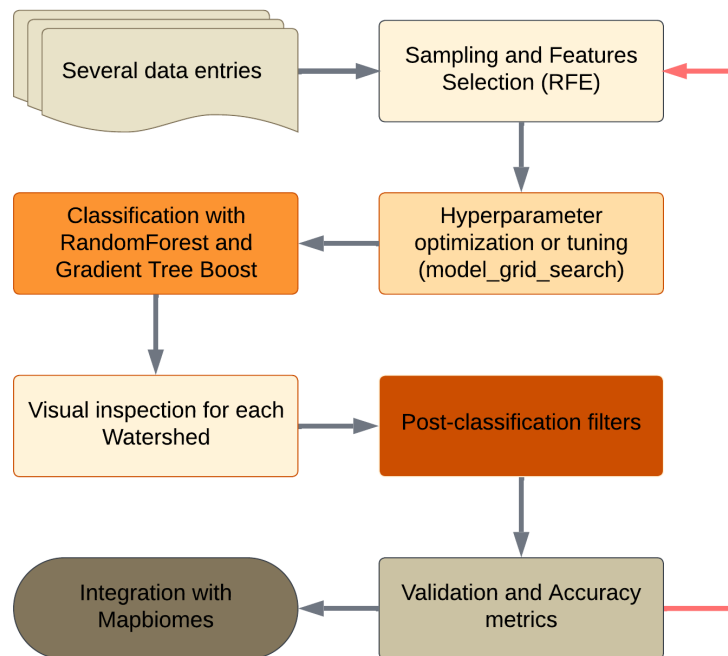 Several data entries
Sampling and Features
Selection (RFE)
Hyperparameter
optimization or tuning
(model_grid_search)
Classification with
RandomForest and
Gradient Tree Boost
Visual inspection for each
Watershed
Post-classification filters
Validation and Accuracy
metrics
Integration with
Mapbiomes